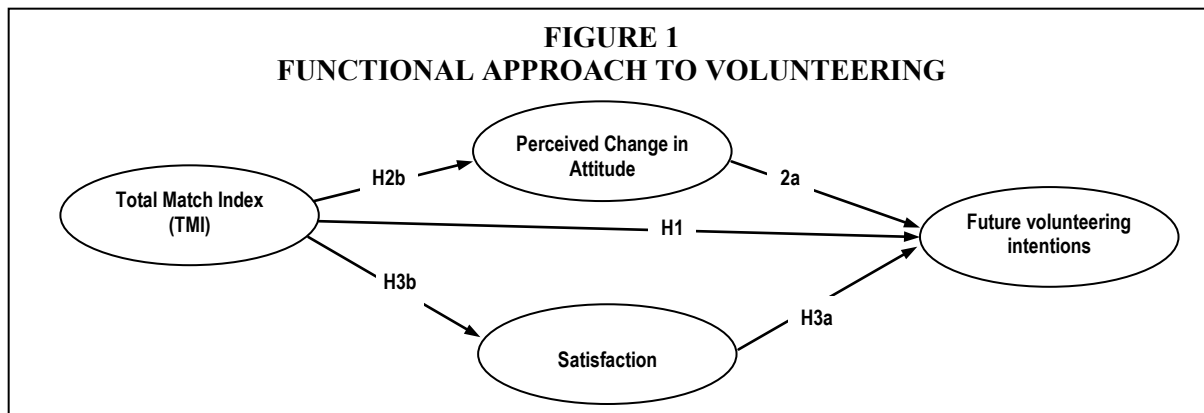 FIGURE 1
FUNCTIONAL APPROACH TO VOLUNTEERING
Perceived Change in
Attitude
H2b
2a
Total Match Index
(TMI)
H1
Future volunteering
intentions
H3b
H3a
Satisfaction